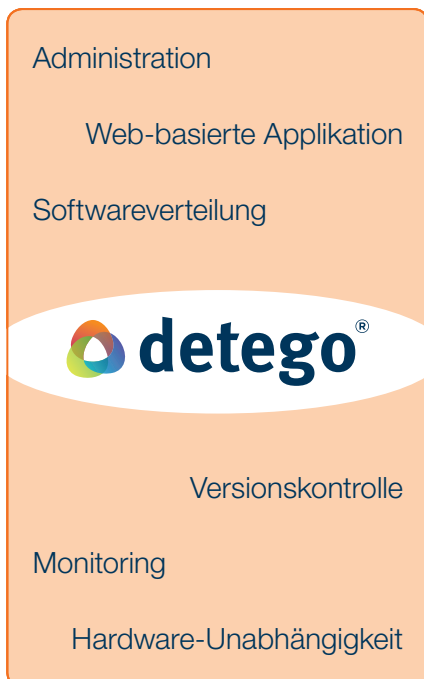 Administration
Web-basierte Applikation
Softwareverteilung
detego®
Versionskontrolle
Monitoring
Hardware-Unabhängigkeit